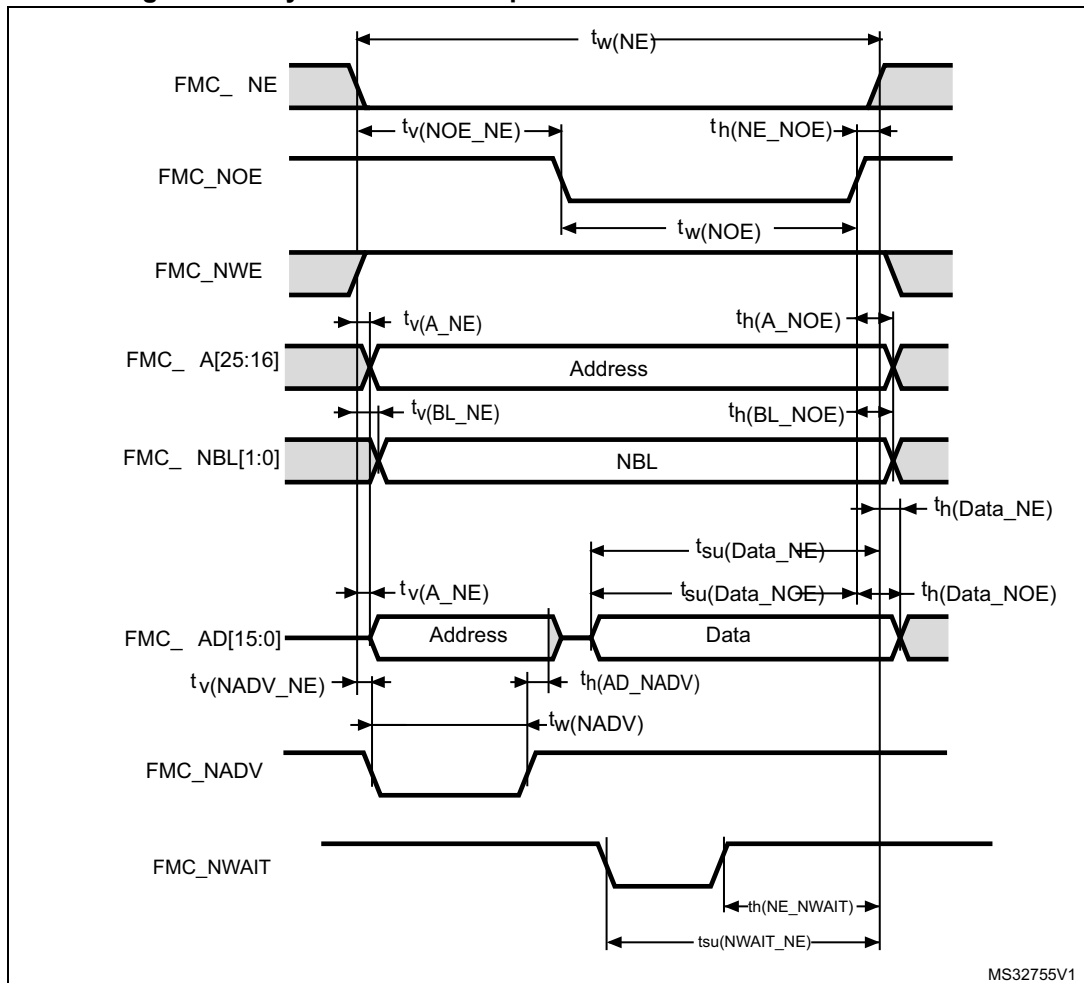 tw(NE)
FMC_ NE
tv(NOE_NE)
th(NE_NOE)
FMC_NOE
tw(NOE)
FMC_NWE
tv(A_NE)
th(A_NOE)
FMC_ A[25:16]
Address
tv(BL_NE)
th(BL_NOE)
FMC_ NBL[1:0]
NBL
th(Data_NE)
tsu(Data_NE)
tv(A_NE)
tsu(Data_NOE)
th(Data_NOE)
FMC_ AD[15:0]
Address
Data
tv(NADV_NE)
th(AD_NADV)
tw(NADV)
FMC_NADV
FMC_NWAIT
th(NE_NWAIT)
tsu(NWAIT_NE)
MS32755V1